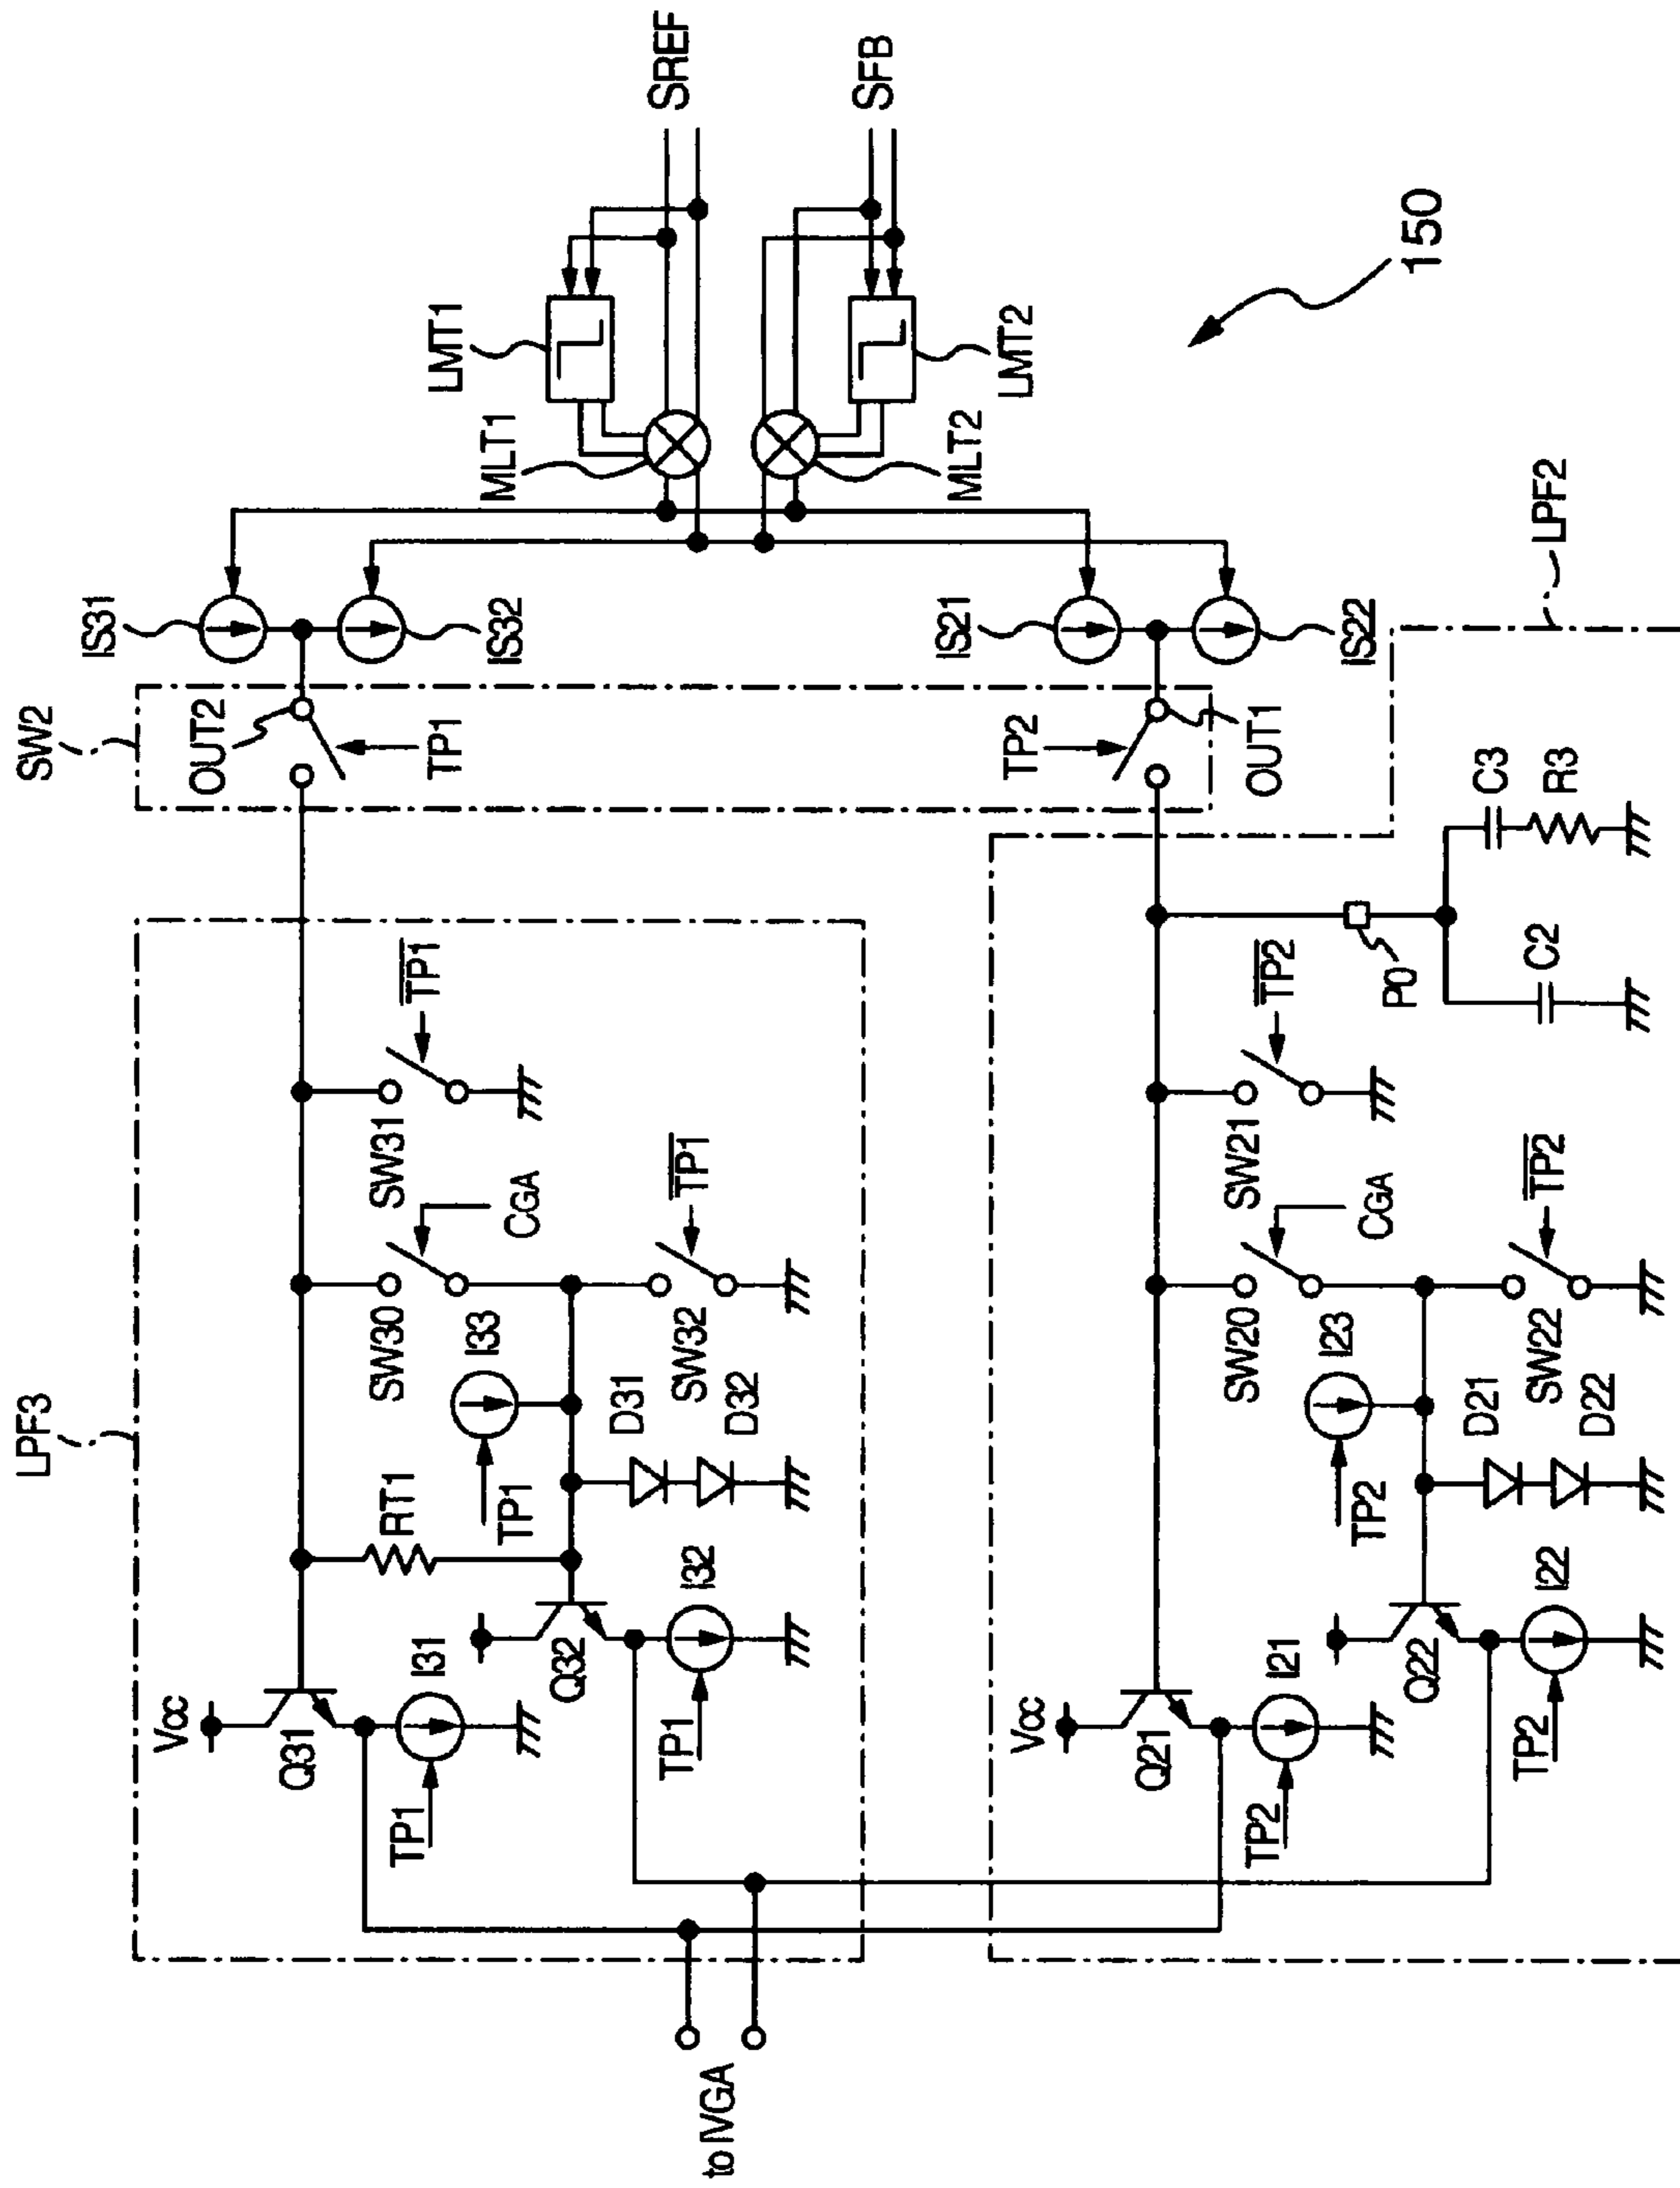 SW2
IS31
OUT2
TP1
IS32
LMT1
MLT1
SREF
SFB
MLT2
LMT2
150
IS21
IS22
TP2
OUT1
LPF2
LPF3
Vcc
Q31
I31
TP1
RT1
SW30
CGA
SW31
TP1
I33
TP1
D31
D32
SW32
TP1
Q32
I32
TP1
to IVGA
Vcc
Q21
I21
TP2
SW20
CGA
SW21
TP2
I23
TP2
D21
D22
SW22
TP2
Q22
I22
TP2
P0
C2
C3
R3